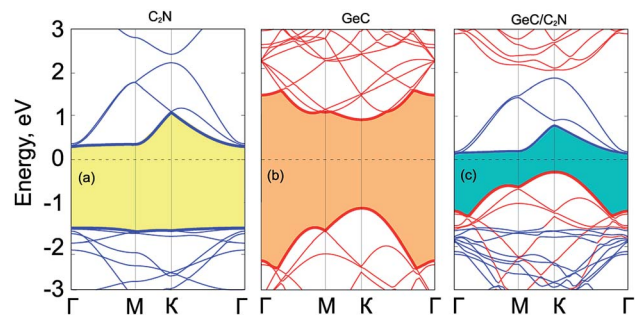 C₂N GeC GeC/C₂N
Energy, eV
3
2
1
0
-1
-2
-3
(a) (b) (c)
Γ M K Γ Γ M K Γ Γ M K Γ